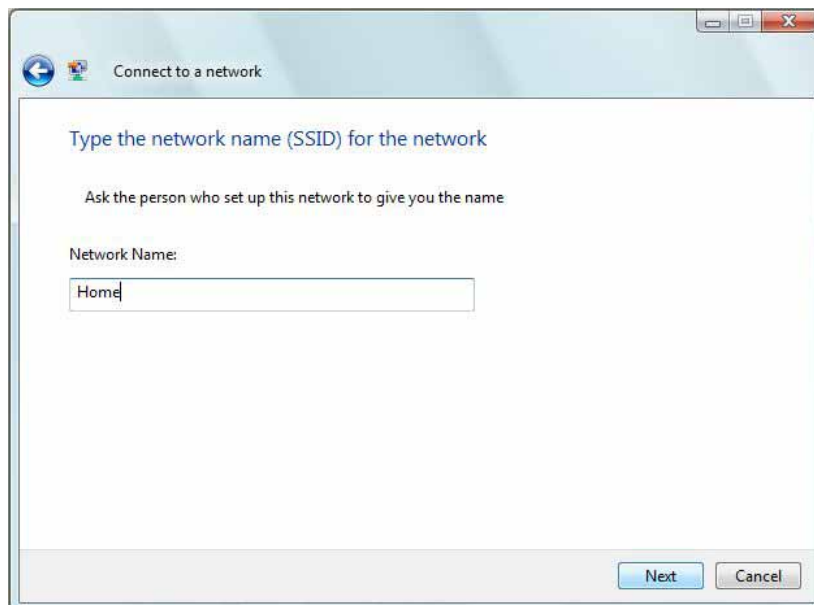 Connect to a network
Type the network name (SSID) for the network
Ask the person who set up this network to give you the name
Network Name:
Home
Next Cancel